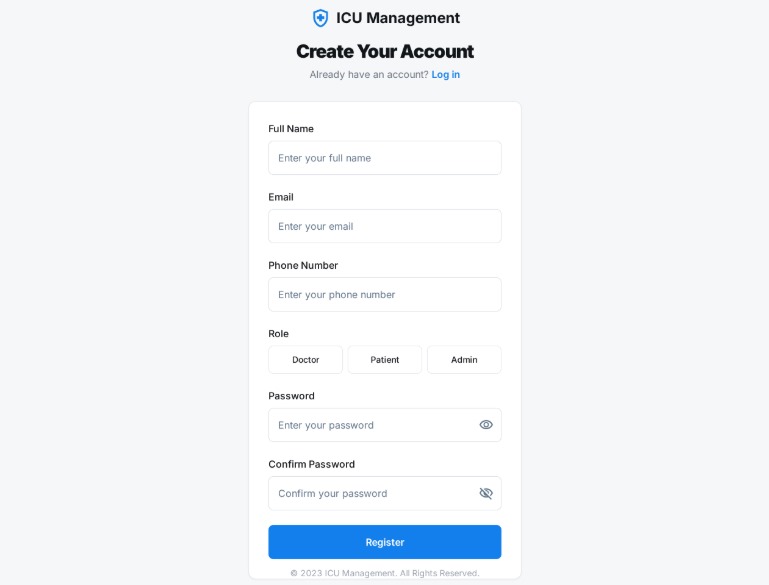 ICU Management
Create Your Account
Already have an account? Log in
Full Name
Enter your full name
Email
Enter your email
Phone Number
Enter your phone number
Role
Doctor Patient Admin
Password
Enter your password
Confirm Password
Confirm your password
Register
© 2023 ICU Management. All Rights Reserved.